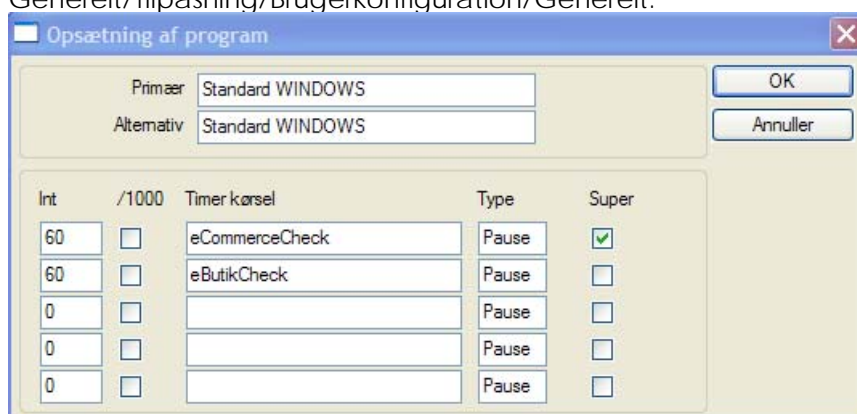 Generelt/Tilpasning/Brugerkonfiguration/Generelt:
Opsætning af program
Primær Standard WINDOWS
OK
Alternativ Standard WINDOWS
Annuller
Int /1000 Timer kørsel Type Super
60 eCommerceCheck Pause
60 eButikCheck Pause
0 Pause
0 Pause
0 Pause